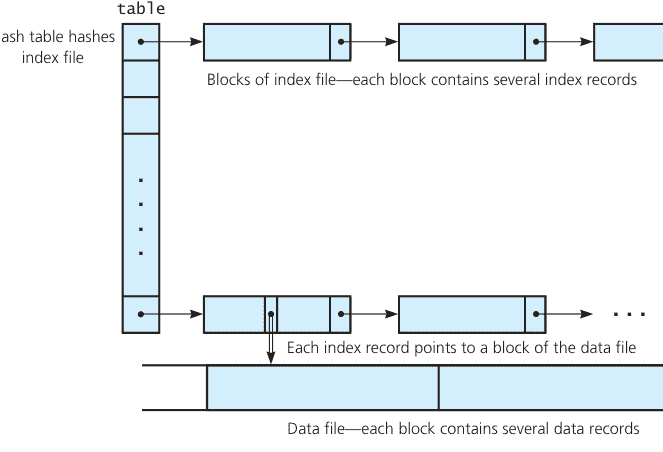 table
ash table hashes
index file
Blocks of index file—each block contains several index records
Each index record points to a block of the data file
Data file—each block contains several data records